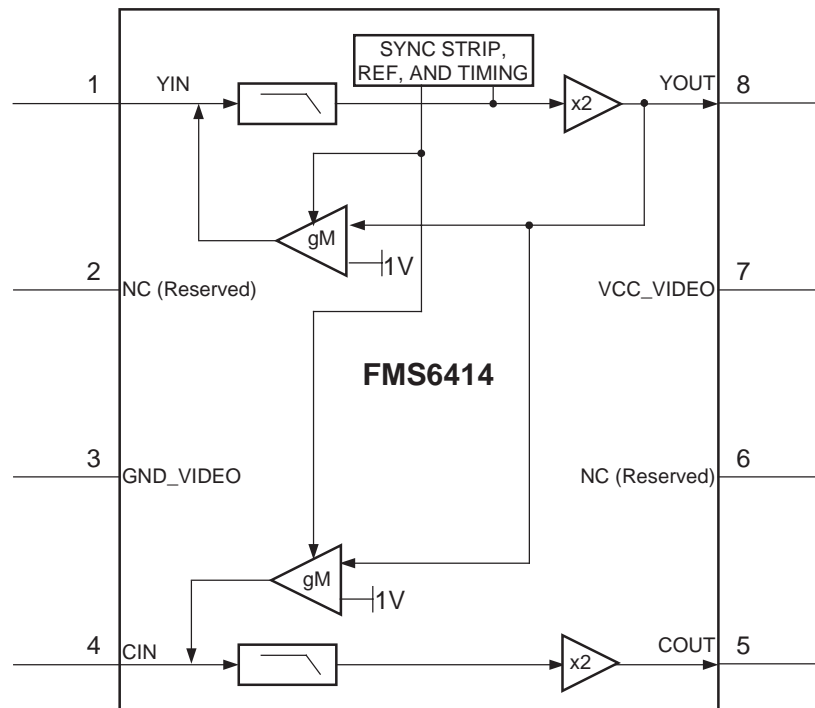 SYNC STRIP,
REF, AND TIMING
1 YIN x2 YOUT 8
gM
1V
2 NC (Reserved) VCC_VIDEO 7
FMS6414
3 GND_VIDEO NC (Reserved) 6
gM
1V
4 CIN x2 COUT 5